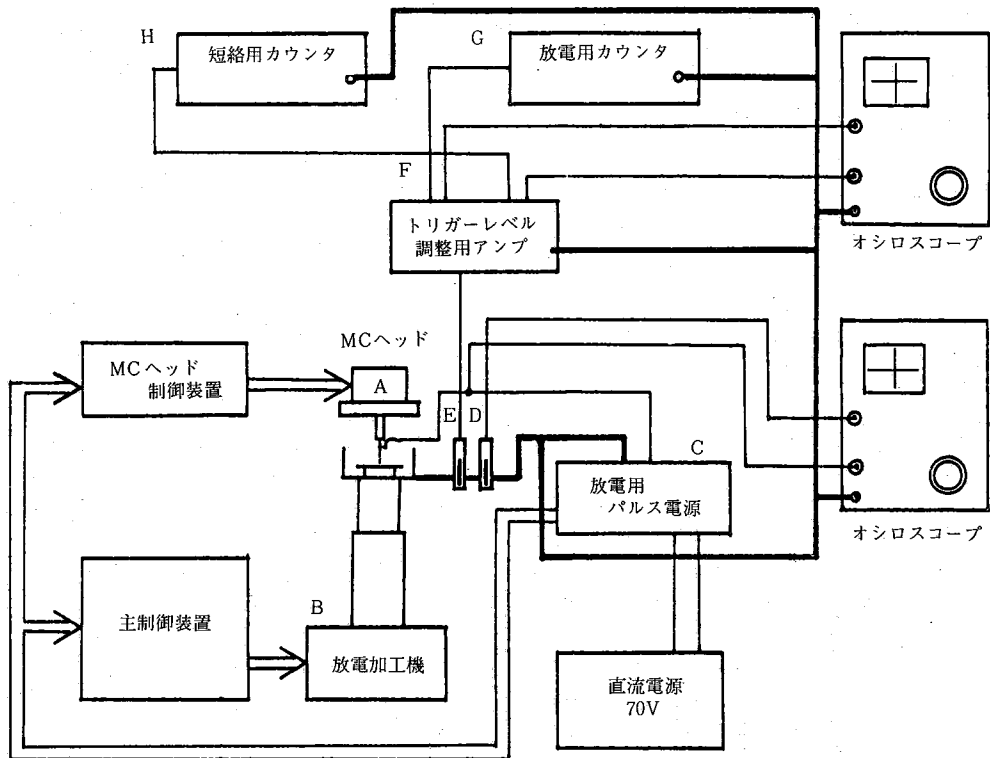 H
短絡用カウンタ
G
放電用カウンタ
F
トリガーレベル
調整用アンプ
オシロスコープ
MCヘッド
MCヘッド
制御装置
A
E
D
C
放電用
パルス電源
オシロスコープ
主制御装置
B
放電加工機
直流電源
70V